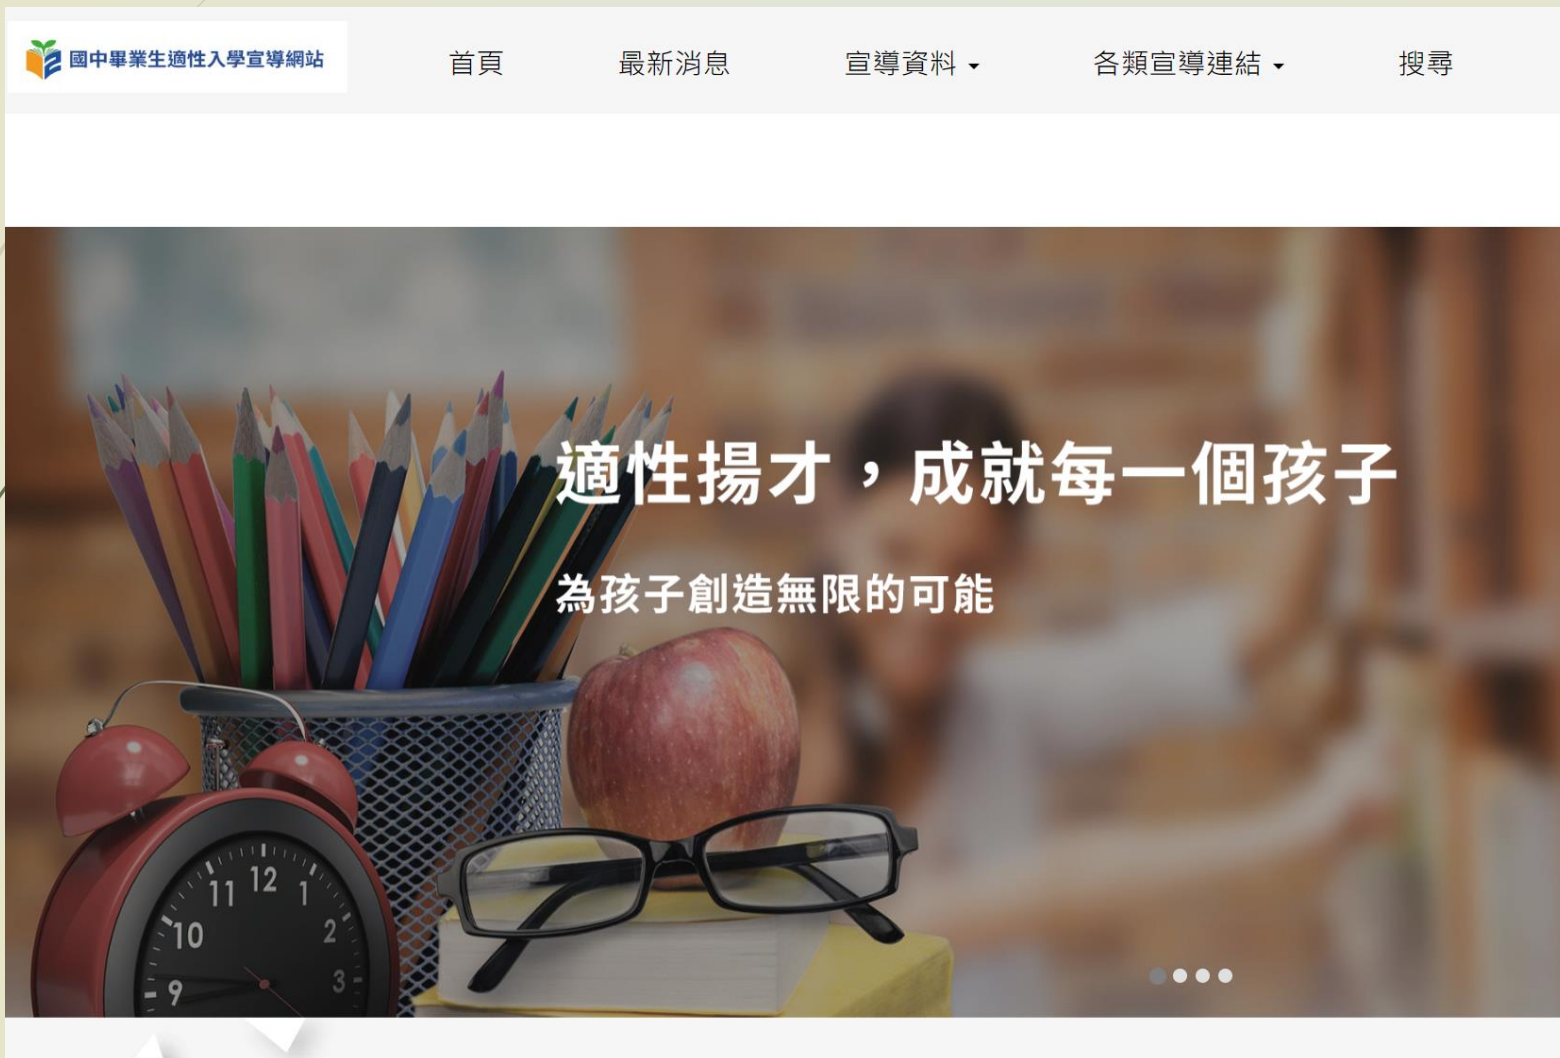 國中畢業生適性入學宣導網站
首頁
最新消息
宣導資料
各類宣導連結
搜尋
適性揚才，成就每一個孩子
為孩子創造無限的可能
11 12 1
10 2
9 3